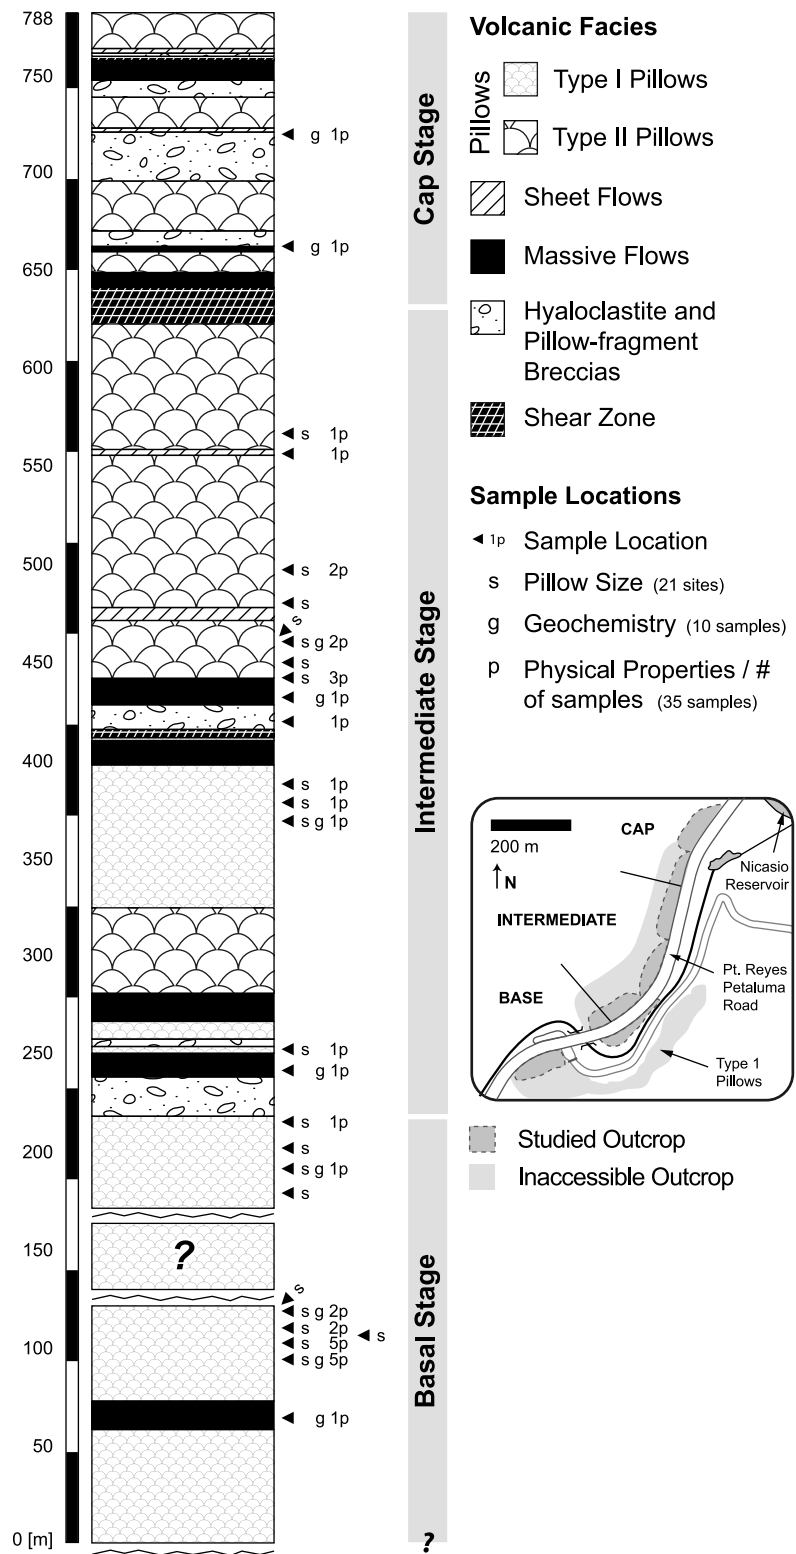 788
750
700
650
600
550
500
450
400
350
300
250
200
150
100
50
0 [m]
?
g 1p
g 1p
s 1p
1p
s 2p
s
s
s g 2p
s
s 3p
g 1p
1p
s 1p
s 1p
s g 1p
s 1p
g 1p
s 1p
s
s g 1p
s
s
s g 2p
s 2p
s
s 5p
s g 5p
g 1p
Cap Stage
Intermediate Stage
Basal Stage
?
Volcanic Facies
Pillows
Type I Pillows
Type II Pillows
Sheet Flows
Massive Flows
Hyaloclastite and
Pillow-fragment
Breccias
Shear Zone
Sample Locations
1p Sample Location
s Pillow Size (21 sites)
g Geochemistry (10 samples)
p Physical Properties / #
of samples (35 samples)
200 m
N
CAP
INTERMEDIATE
BASE
Nicasio
Reservoir
Pt. Reyes
Petaluma
Road
Type 1
Pillows
Studied Outcrop
Inaccessible Outcrop